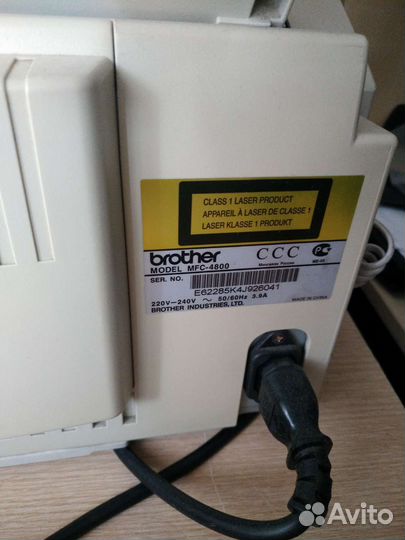 CLASS 1 LASER PRODUCT
APPAREIL À LASER DE CLASSE 1
LASER KLASSE 1 PRODUKT
brother
MODEL MFC-4800
CCC
SER. NO.
E62285K4J926041
220V~240V ~ 50/60Hz 3.9A
MADE IN CHINA
BROTHER INDUSTRIES, LTD.
Avito